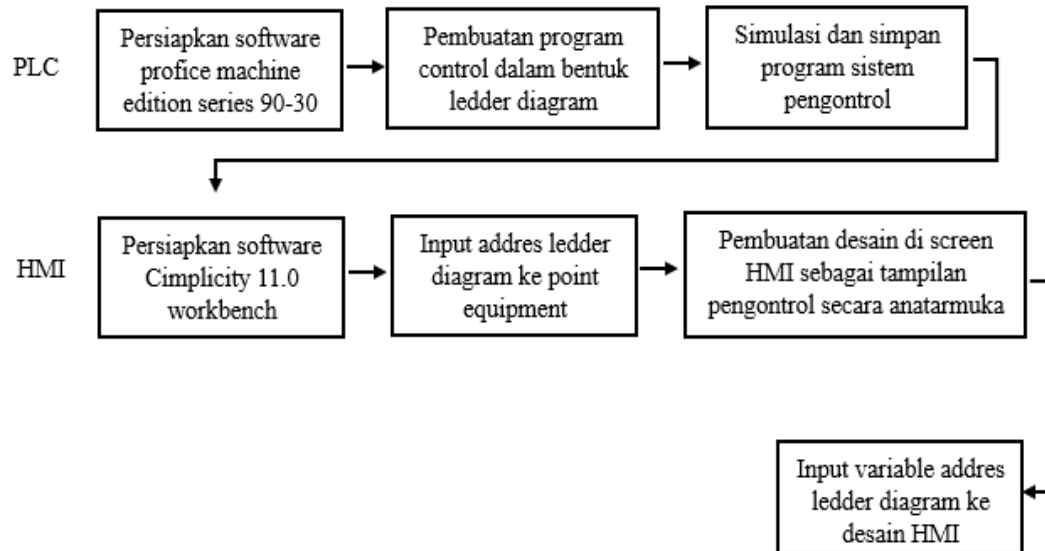 PLC
Persiapkan software
profice machine
edition series 90-30
Pembuatan program
control dalam bentuk
ledder diagram
Simulasi dan simpan
program sistem
pengontrol
HMI
Persiapkan software
Cimplicity 11.0
workbench
Input addres ledder
diagram ke point
equipment
Pembuatan desain di screen
HMI sebagai tampilan
pengontrol secara anatarmuka
Input variable addres
ledder diagram ke
desain HMI